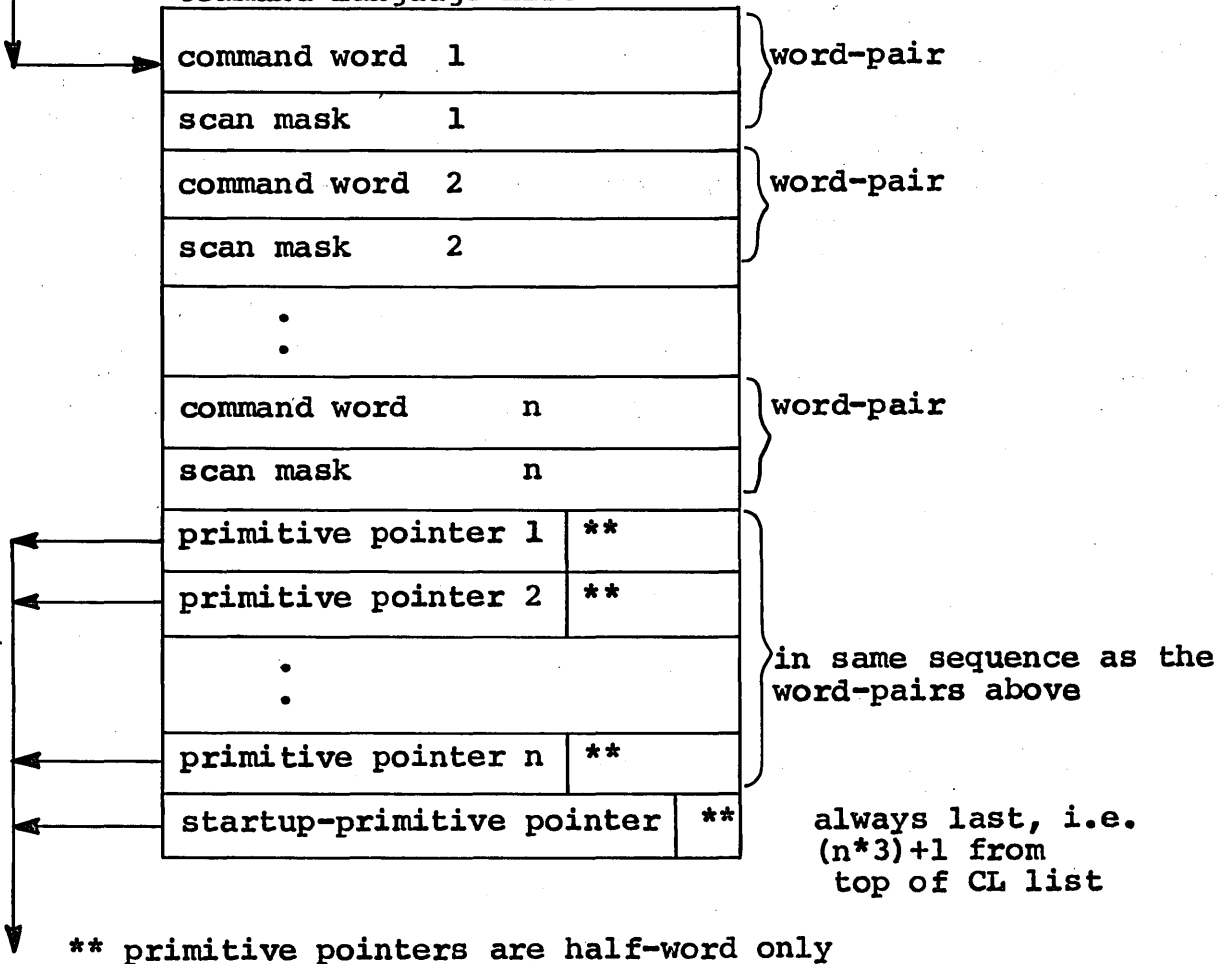 command word 1 word-pair
scan mask 1
command word 2 word-pair
scan mask 2
command word n word-pair
scan mask n
primitive pointer 1 **
primitive pointer 2 **
in same sequence as the
word-pairs above
primitive pointer n **
startup-primitive pointer ** always last, i.e.
(n*3)+1 from
top of CL list
** primitive pointers are half-word only